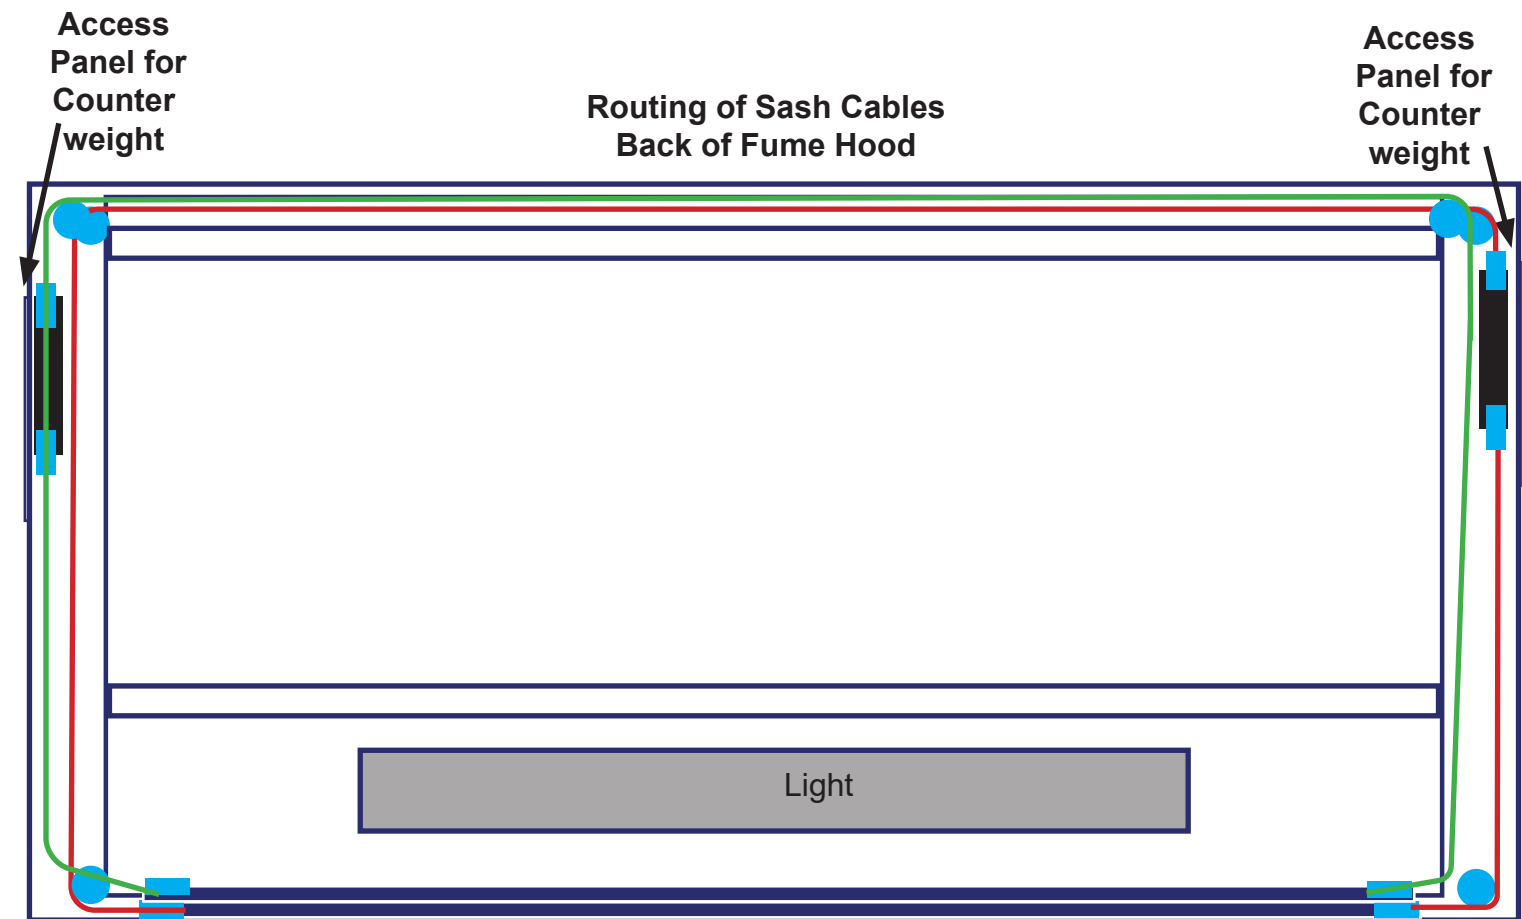 Access
Panel for
Counter
weight
Routing of Sash Cables
Back of Fume Hood
Access
Panel for
Counter
weight
Light